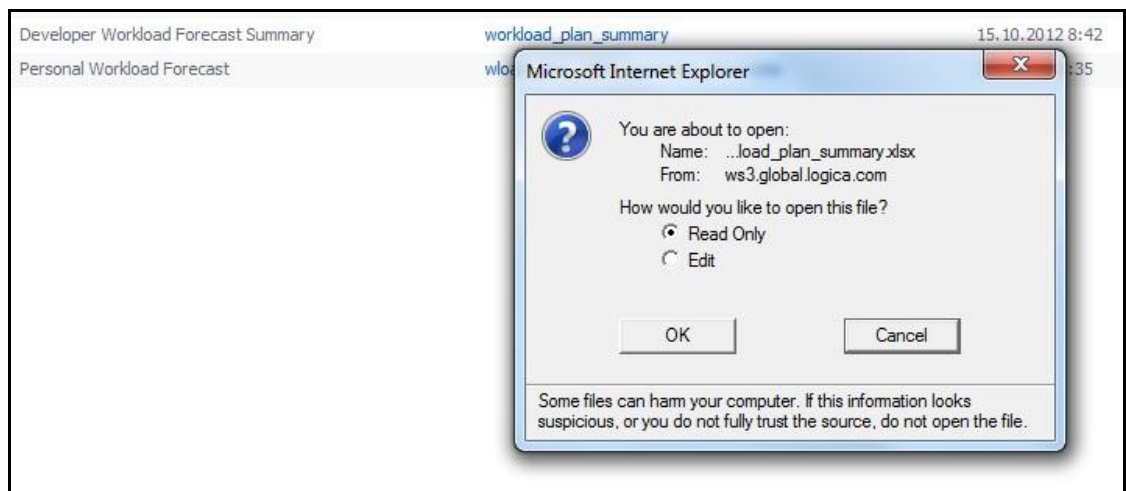 Developer Workload Forecast Summary workload_plan_summary 15.10.2012 8:42
Personal Workload Forecast :35
Microsoft Internet Explorer
You are about to open:
Name: ...load_plan_summary.xlsx
From: ws3.global.logica.com
How would you like to open this file?
Read Only
Edit
OK Cancel
Some files can harm your computer. If this information looks
suspicious, or you do not fully trust the source, do not open the file.